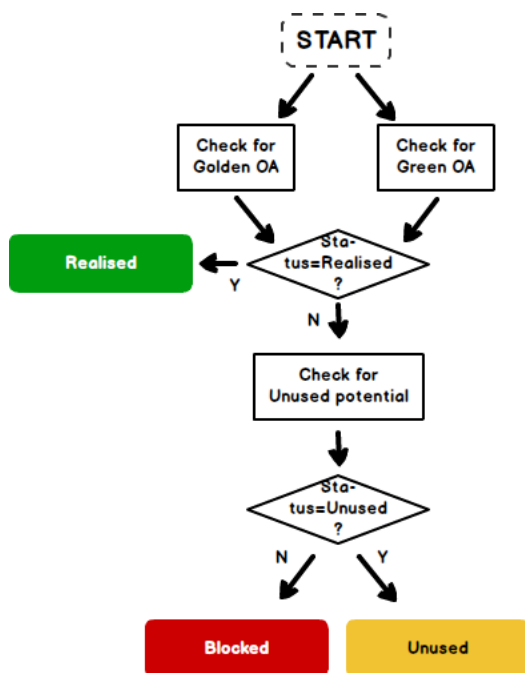 START
Check for
Golden OA
Check for
Green OA
Sta-
tus=Realised
?
Realised
Y
N
Check for
Unused potential
Sta-
tus=Unused
?
N
Y
Blocked
Unused